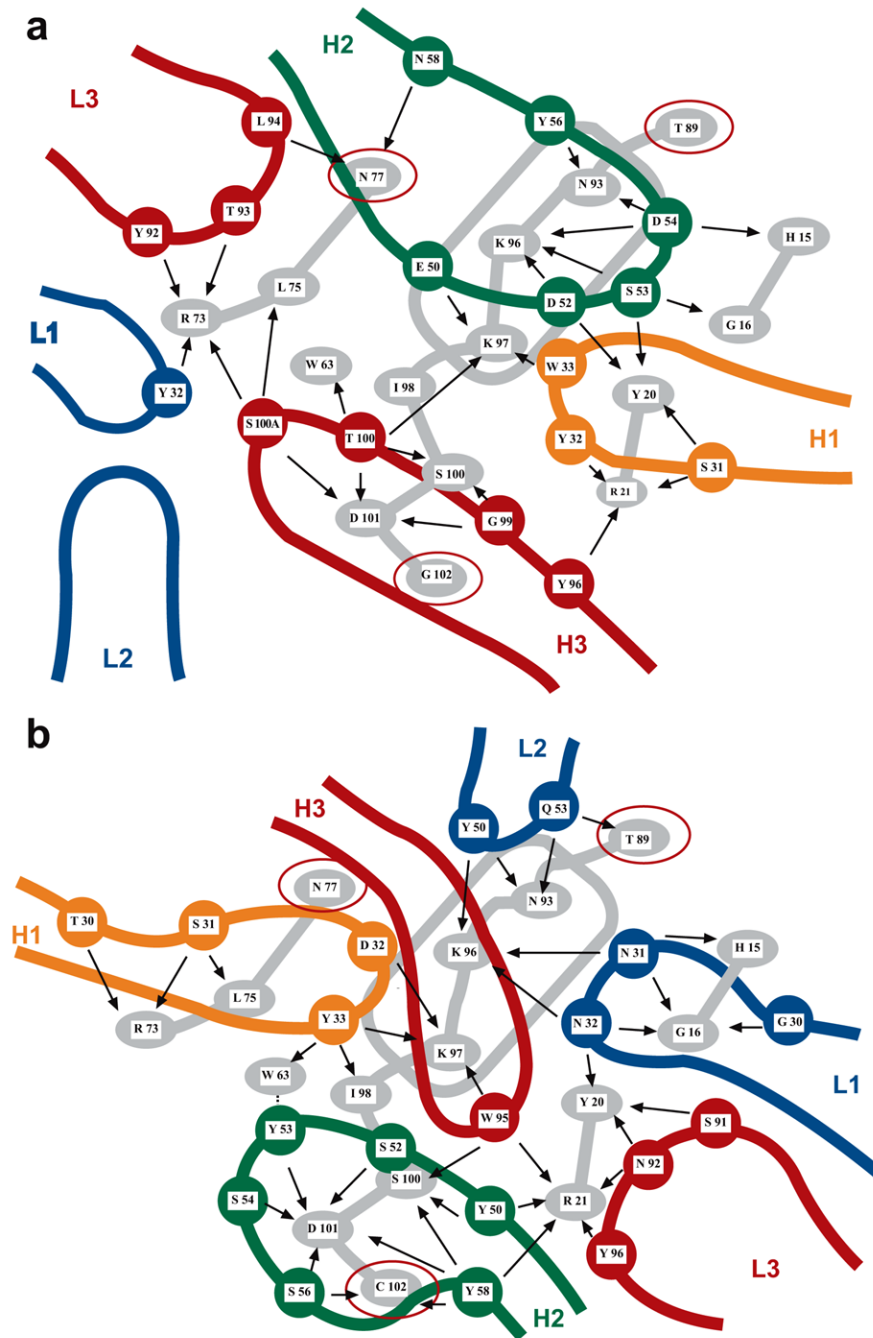 a
H2
N 58
L3
L 94
Y 56
T 89
N 77
N 93
T 93
Y 92
D 54
K 96
H 15
E 50
L 75
S 53
D 52
R 73
G 16
L1
K 97
W 63
W 33
I 98
Y 32
Y 20
S 100A
T 100
Y 32
H1
S 100
S 31
R 21
D 101
G 99
G 102
Y 96
H3
L2
b
L2
H3
Q 53
Y 50
T 89
N 77
N 93
T 30
S 31
H1
D 32
K 96
N 31
H 15
L 75
R 73
Y 33
N 32
G 16
G 30
K 97
W 63
I 98
L1
Y 20
W 95
Y 53
S 91
S 52
N 92
S 100
S 54
R 21
Y 50
D 101
Y 96
L3
S 56
C 102
Y 58
H2